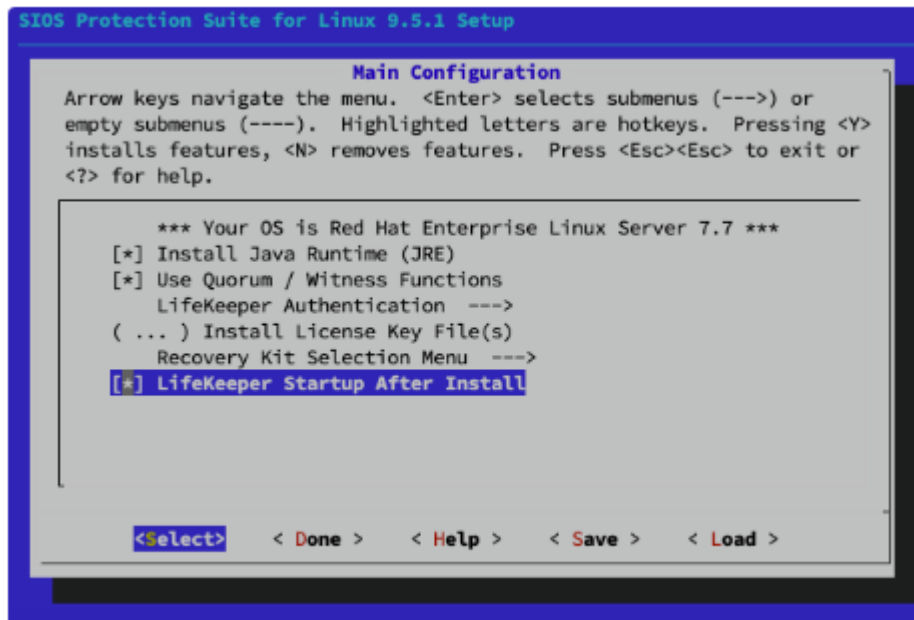 SIOS Protection Suite for Linux 9.5.1 Setup
Main Configuration
Arrow keys navigate the menu.  <Enter> selects submenus (--->) or
empty submenus (----).  Highlighted letters are hotkeys.  Pressing <Y>
installs features, <N> removes features.  Press <Esc><Esc> to exit or
<?> for help.
*** Your OS is Red Hat Enterprise Linux Server 7.7 ***
[*] Install Java Runtime (JRE)
[*] Use Quorum / Witness Functions
LifeKeeper Authentication  --->
( ... ) Install License Key File(s)
Recovery Kit Selection Menu  --->
[*] LifeKeeper Startup After Install
<Select>    < Done >    < Help >    < Save >    < Load >